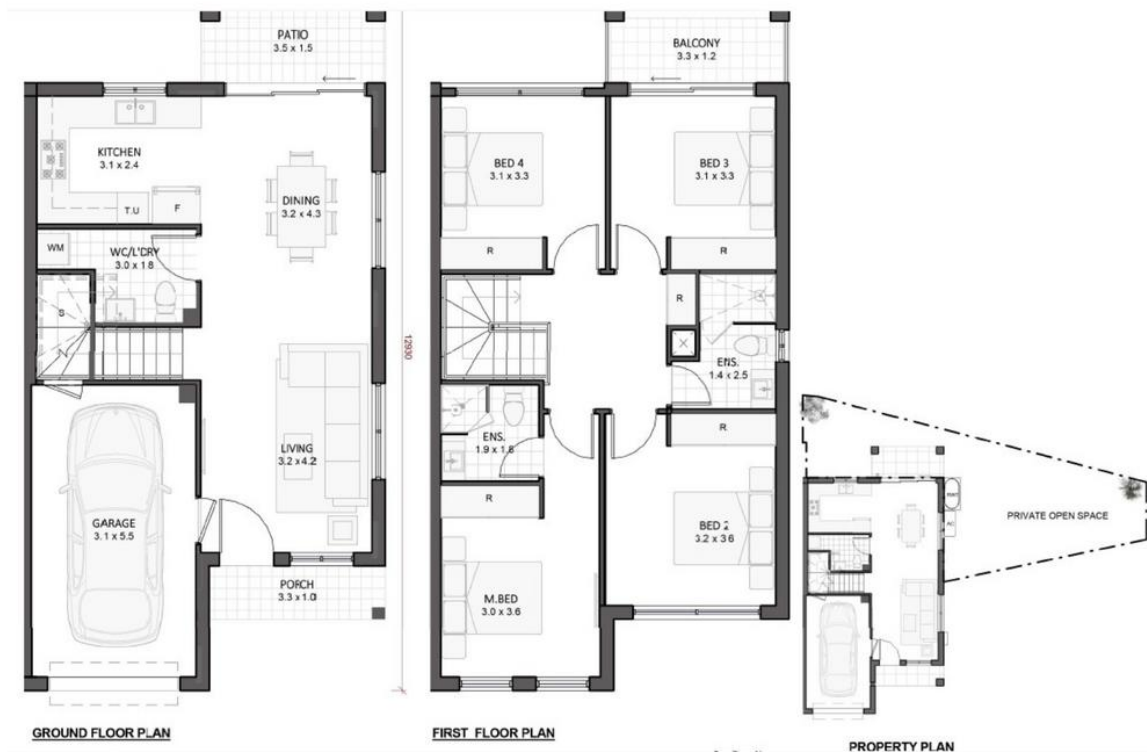 PATIO
3.5 x 1.5
KITCHEN
3.1 x 2.4
T.U
F
DINING
3.2 x 4.3
WM
WC/L'DRY
3.0 x 1.8
S
LIVING
3.2 x 4.2
GARAGE
3.1 x 5.5
PORCH
3.3 x 1.0
GROUND FLOOR PLAN
12930
BALCONY
3.3 x 1.2
BED 4
3.1 x 3.3
BED 3
3.1 x 3.3
R
R
R
ENS.
1.4 x 2.5
ENS.
1.9 x 1.8
R
R
BED 2
3.2 x 3.6
M.BED
3.0 x 3.6
FIRST FLOOR PLAN
PRIVATE OPEN SPACE
AC
PROPERTY PLAN